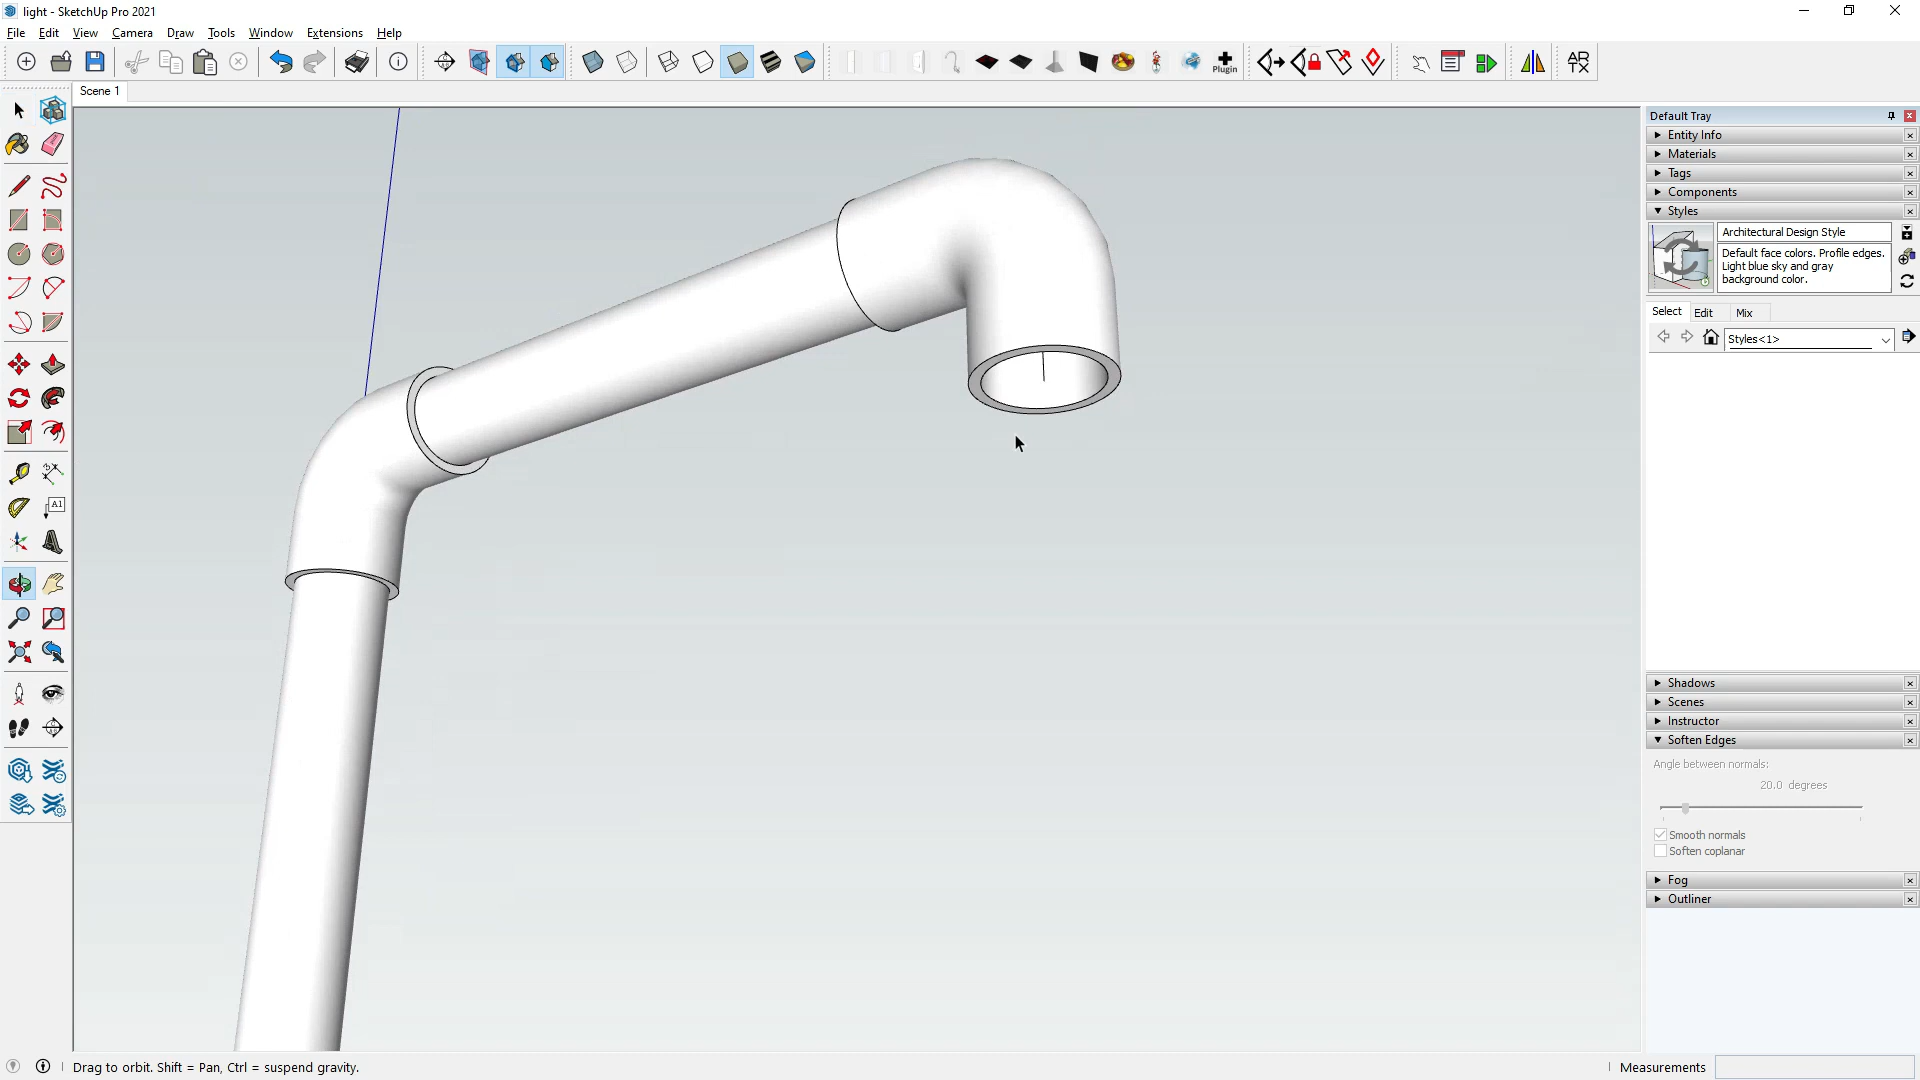 light - SketchUp Pro 2021
File Edit View Camera Draw Tools Window Extensions Help
Plugin
AR
TX
Scene 1
Default Tray
Entity Info
Materials
Tags
Components
Styles
Architectural Design Style
Default face colors. Profile edges.
Light blue sky and gray
background color.
Select Edit Mix
Styles<1>
A1
Shadows
Scenes
Instructor
Soften Edges
Angle between normals:
20.0 degrees
Smooth normals
Soften coplanar
Fog
Outliner
Drag to orbit. Shift = Pan, Ctrl = suspend gravity.
Measurements